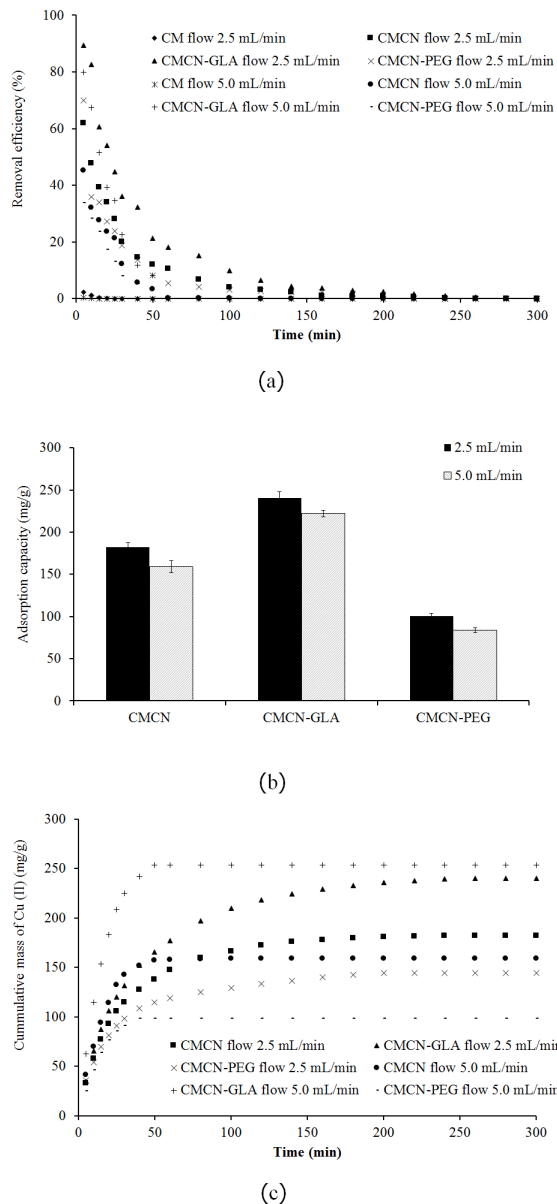 CM flow 2.5 mL/min CMCN flow 2.5 mL/min
CMCN-GLA flow 2.5 mL/min CMCN-PEG flow 2.5 mL/min
CM flow 5.0 mL/min CMCN flow 5.0 mL/min
CMCN-GLA flow 5.0 mL/min CMCN-PEG flow 5.0 mL/min
Removal efficiency (%)
100
80
60
40
20
0
0 50 100 150 200 250 300
Time (min)
(a)
2.5 mL/min
5.0 mL/min
Adsorption capacity (mg/g)
300
250
200
150
100
50
0
CMCN CMCN-GLA CMCN-PEG
(b)
Cummulative mass of Cu (II) (mg/g)
300
250
200
150
100
50
0
CMCN flow 2.5 mL/min CMCN-GLA flow 2.5 mL/min
CMCN-PEG flow 2.5 mL/min CMCN flow 5.0 mL/min
CMCN-GLA flow 5.0 mL/min CMCN-PEG flow 5.0 mL/min
0 50 100 150 200 250 300
Time (min)
(c)